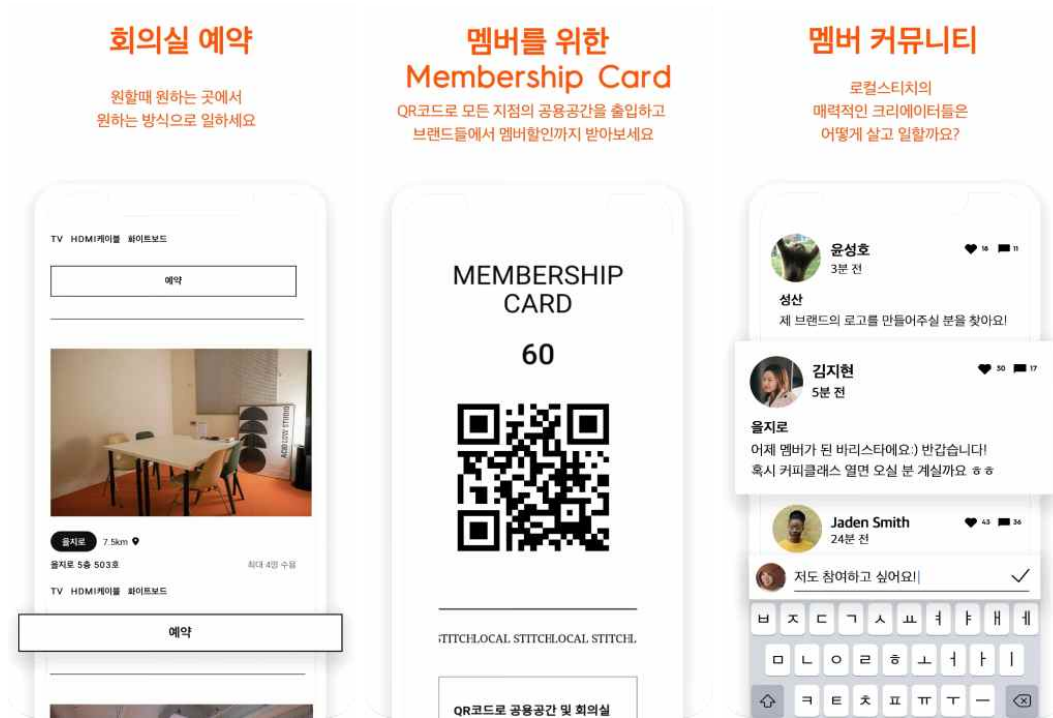 회의실 예약
원할때 원하는 곳에서
원하는 방식으로 일하세요
TV HDMI케이블 화이트보드
예약
ACID LOW STUDIO
을지로 7.5km
을지로 5층 503호 최대 4명 수용
TV HDMI케이블 화이트보드
예약
멤버를 위한
Membership Card
QR코드로 모든 지점의 공용공간을 출입하고
브랜드들에서 멤버할인까지 받아보세요
MEMBERSHIP
CARD
60
STITCHLOCAL STITCHLOCAL STITCHL
QR코드로 공용공간 및 회의실
멤버 커뮤니티
로컬스티치의
매력적인 크리에이터들은
어떻게 살고 일할까요?
윤성호 18 11
3분 전
성산
제 브랜드의 로고를 만들어주실 분을 찾아요!
김지현 50 17
5분 전
을지로
어제 멤버가 된 바리스타에요:) 반갑습니다!
혹시 커피클래스 열면 오실 분 계실까요 ㅎㅎ
Jaden Smith 43 36
24분 전
저도 참여하고 싶어요!
ㅂ ㅈ ㄷ ㄱ ㅅ ㅛ ㅕ ㅑ ㅐ ㅔ
ㅁ ㄴ ㅇ ㄹ ㅎ ㅗ ㅓ ㅏ ㅣ
ㅋ ㅌ ㅊ ㅍ ㅠ ㅜ ㅡ